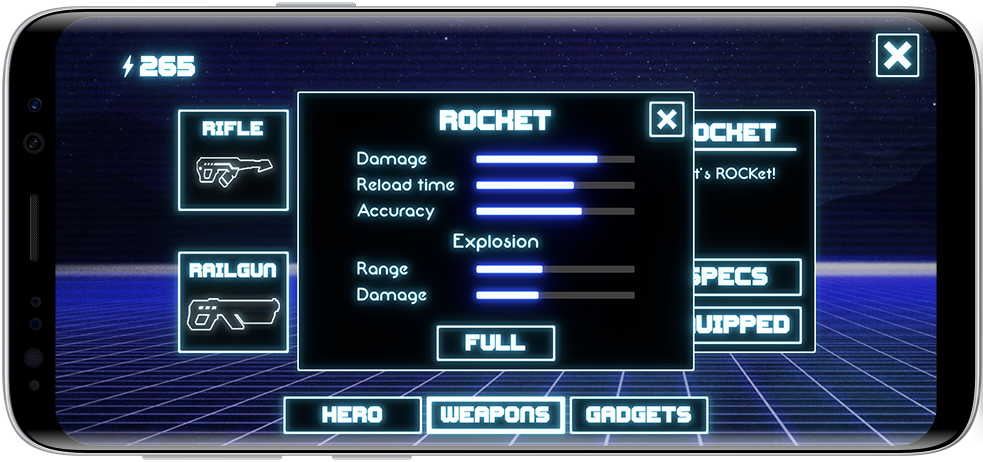 265
RIFLE
RAILGUN
ROCKET
Damage
Reload time
Accuracy
Explosion
Range
Damage
FULL
OCKET
t's ROCKet!
SPECS
UIPPED
HERO
WEAPONS
GADGETS